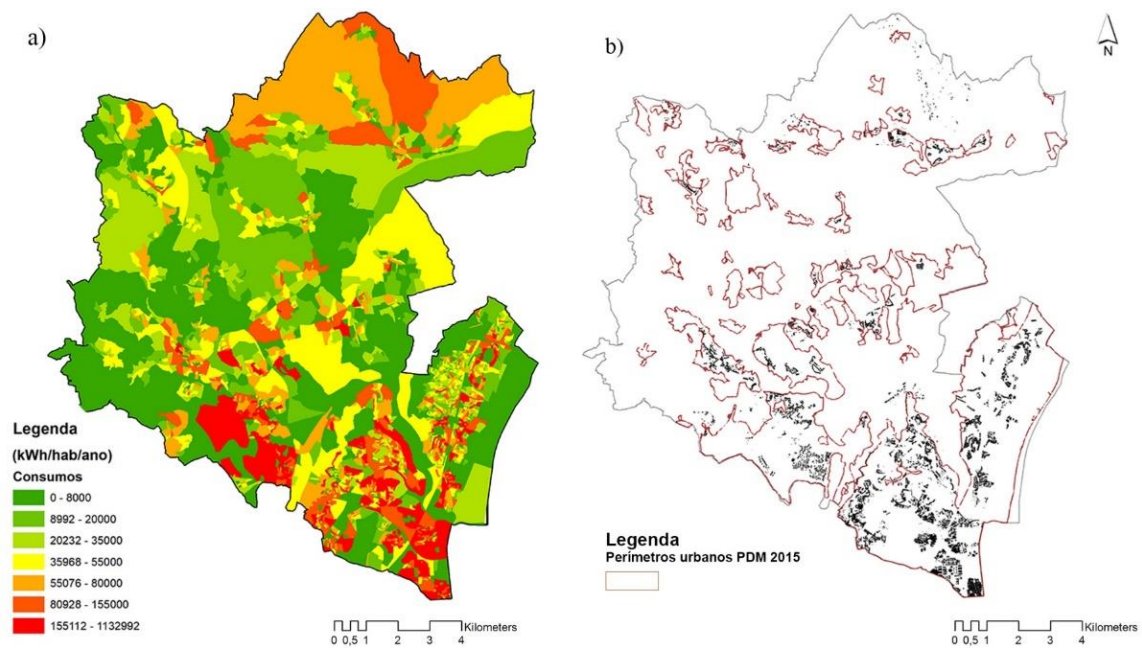 a)
Legenda
(kWh/hab/ano)
Consumos
0 - 8000
8992 - 20000
20232 - 35000
35968 - 55000
55076 - 80000
80928 - 155000
155112 - 1132992
Kilometers
0 0,5 1 2 3 4
b)
N
Legenda
Perímetros urbanos PDM 2015
Kilometers
0 0,5 1 2 3 4